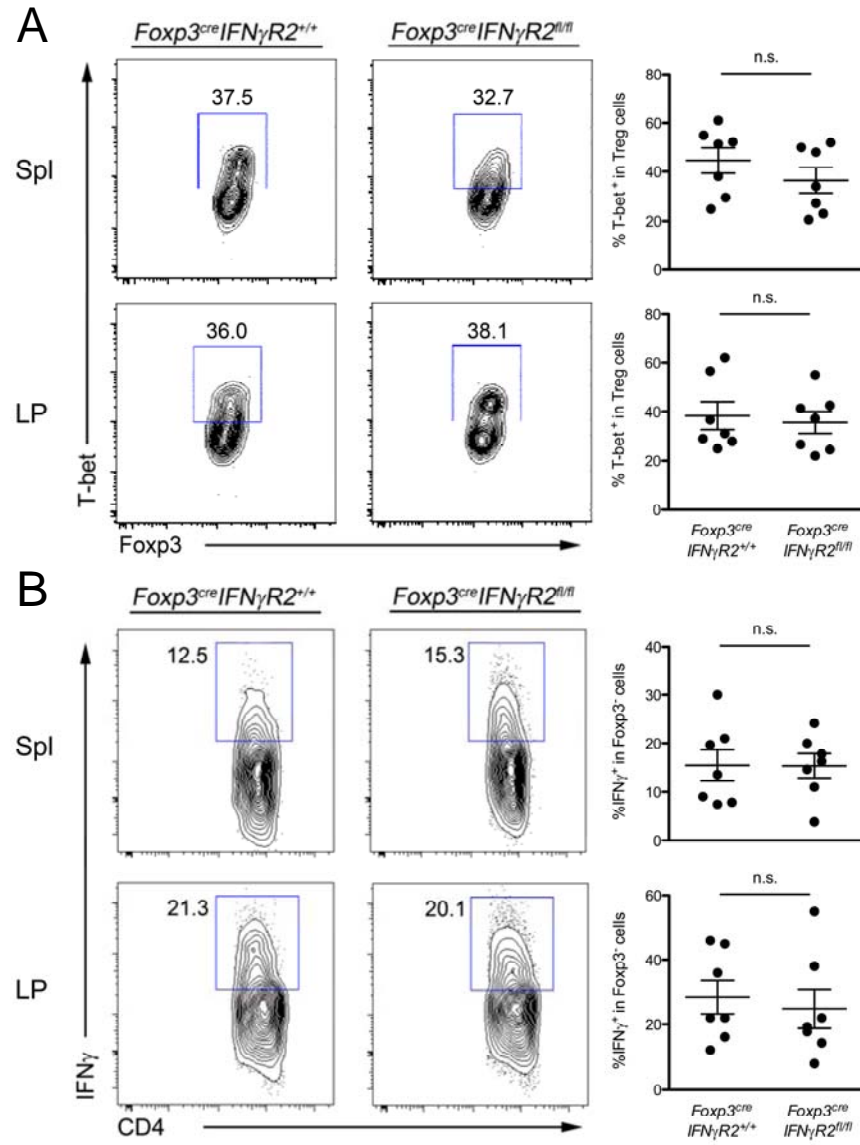 A
Foxp3creIFNγR2+/+ Foxp3creIFNγR2fl/fl
n.s.
Spl
37.5
32.7
% T-bet+ in Treg cells
80
60
40
20
0
LP
36.0
38.1
n.s.
% T-bet+ in Treg cells
80
60
40
20
0
T-bet
Foxp3
Foxp3cre Foxp3cre
IFNγR2+/+ IFNγR2fl/fl
B
Foxp3creIFNγR2+/+ Foxp3creIFNγR2fl/fl
n.s.
Spl
12.5
15.3
%IFNγ+ in Foxp3- cells
40
30
20
10
0
LP
21.3
20.1
n.s.
%IFNγ+ in Foxp3- cells
60
40
20
0
IFNγ
CD4
Foxp3cre Foxp3cre
IFNγR2+/+ IFNγR2fl/fl